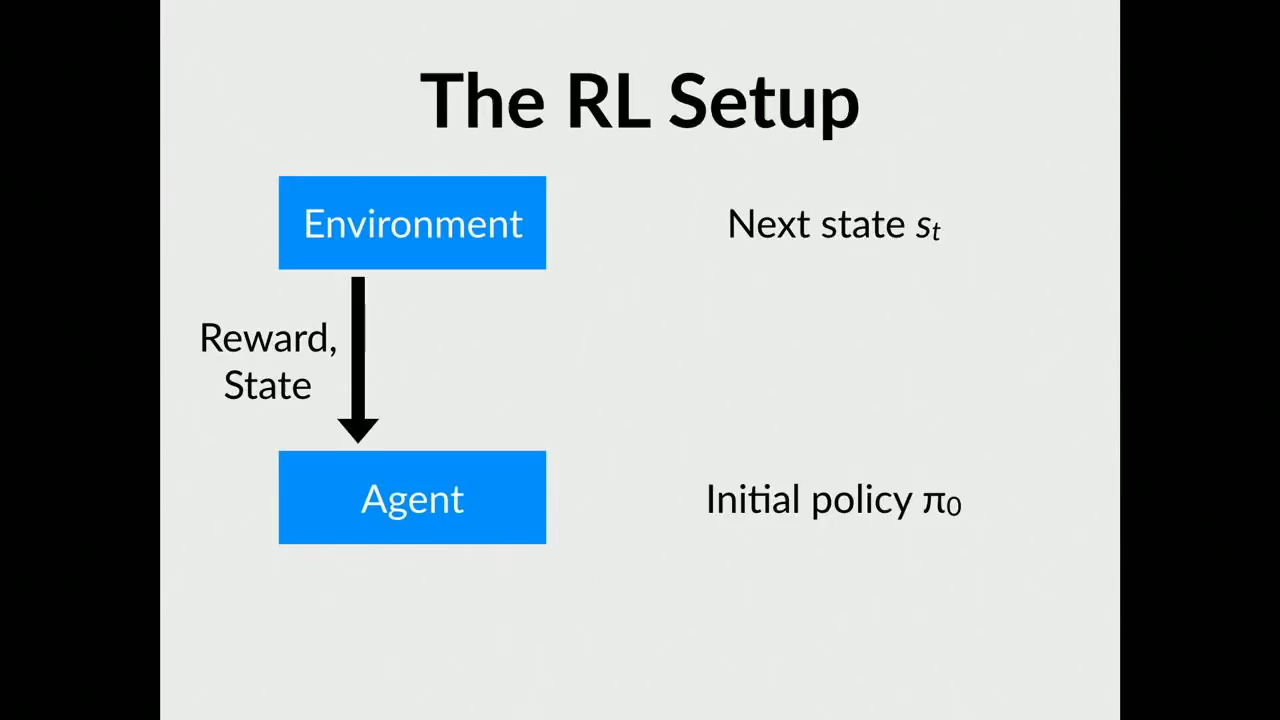 The RL Setup
Environment
Next state sₜ
Reward,
State
Agent
Initial policy π₀